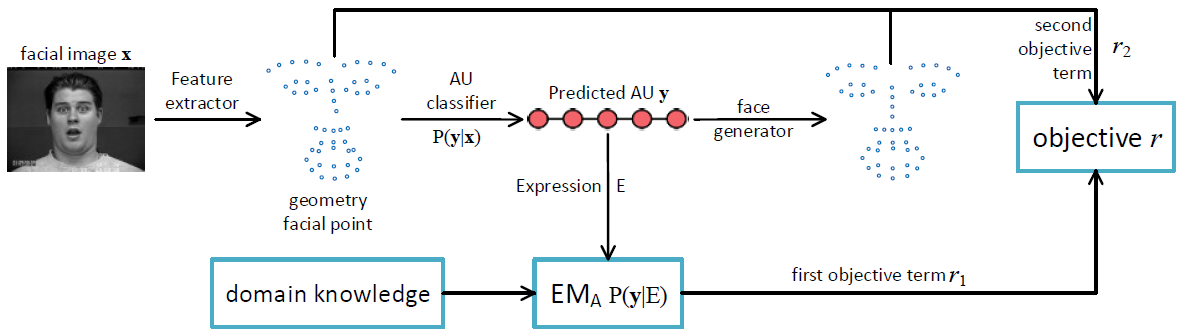 facial image x
Feature
extractor
geometry
facial point
AU
classifier
P(y|x)
Predicted AU y
face
generator
second
objective
term
r2
objective r
Expression E
domain knowledge
EMA P(y|E)
first objective term r1